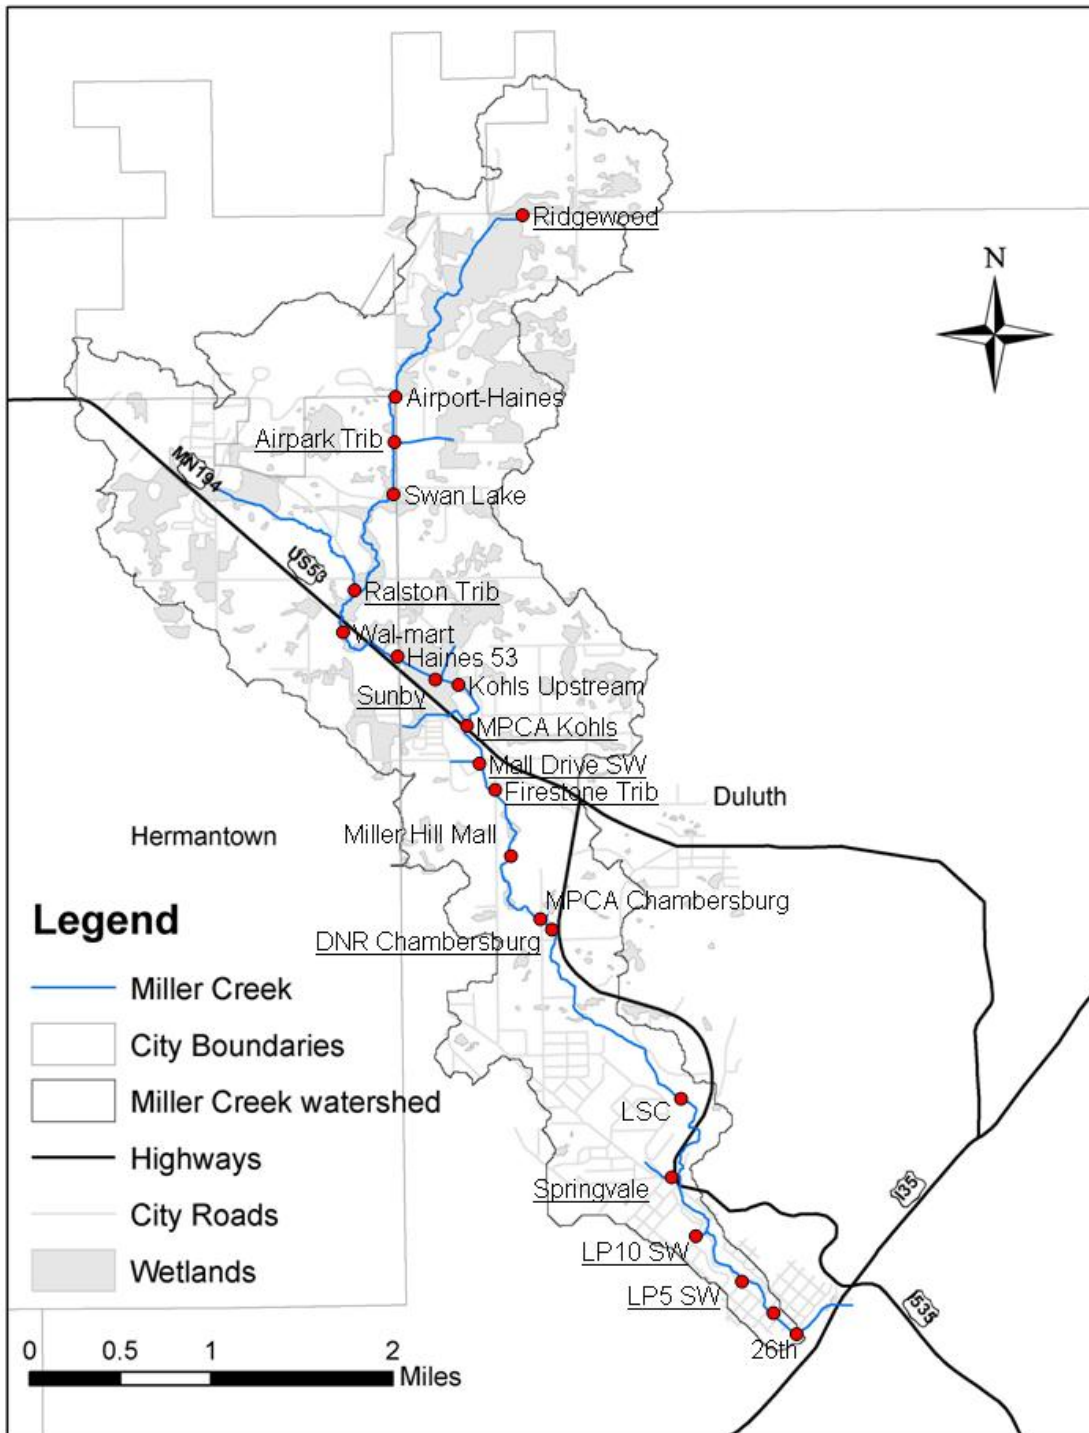 Ridgewood
N
Airport-Haines
Airpark Trib
MN194
Swan Lake
US53
Ralston Trib
Wal-mart
Haines 53
Sunby
Kohls Upstream
MPCA Kohls
Mall Drive SW
Firestone Trib
Duluth
Hermantown
Miller Hill Mall
MPCA Chambersburg
DNR Chambersburg
Legend
Miller Creek
City Boundaries
Miller Creek watershed
Highways
City Roads
Wetlands
LSC
Springvale
I35
LP10 SW
LP5 SW
I535
26th
0 0.5 1 2
Miles